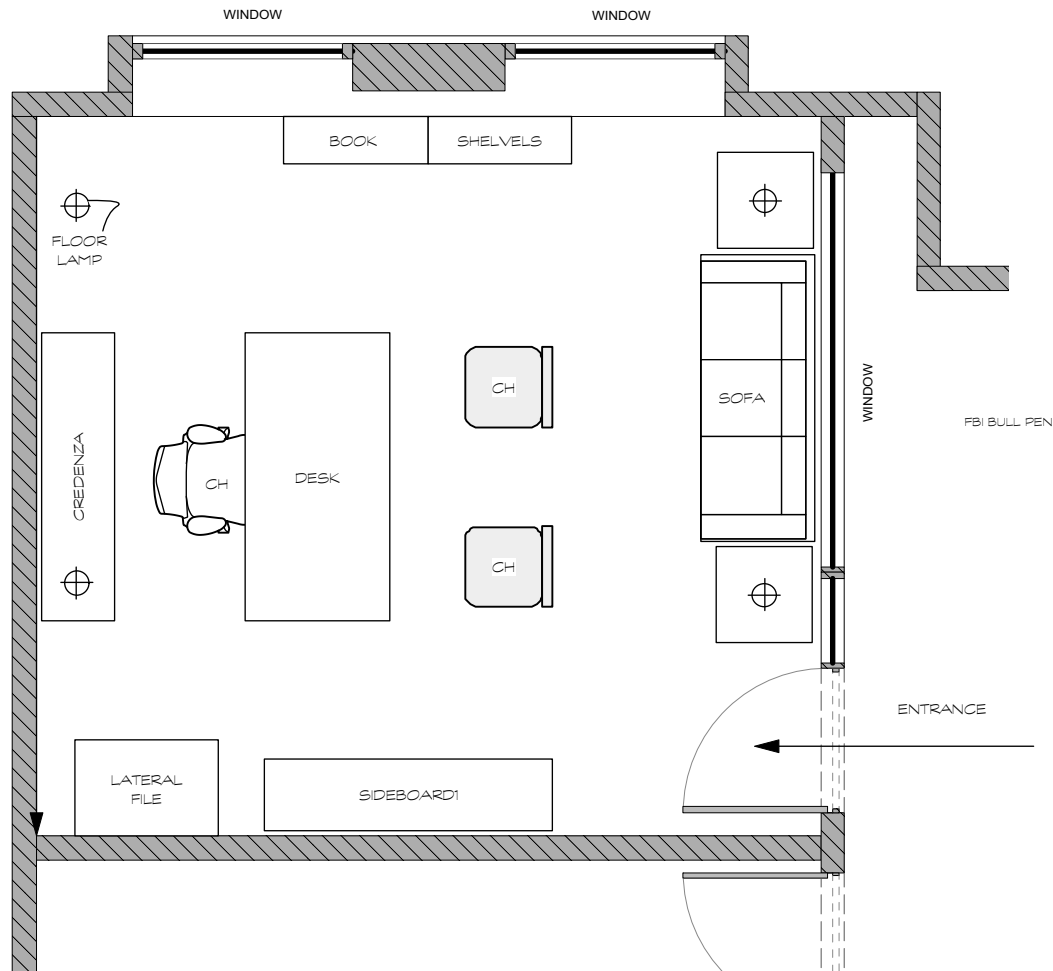 WINDOW
WINDOW
BOOK
SHELVELS
FLOOR
LAMP
CH
SOFA
WINDOW
FBI BULL PEN
CREDENZA
CH
DESK
CH
ENTRANCE
LATERAL
FILE
SIDEBOARD1